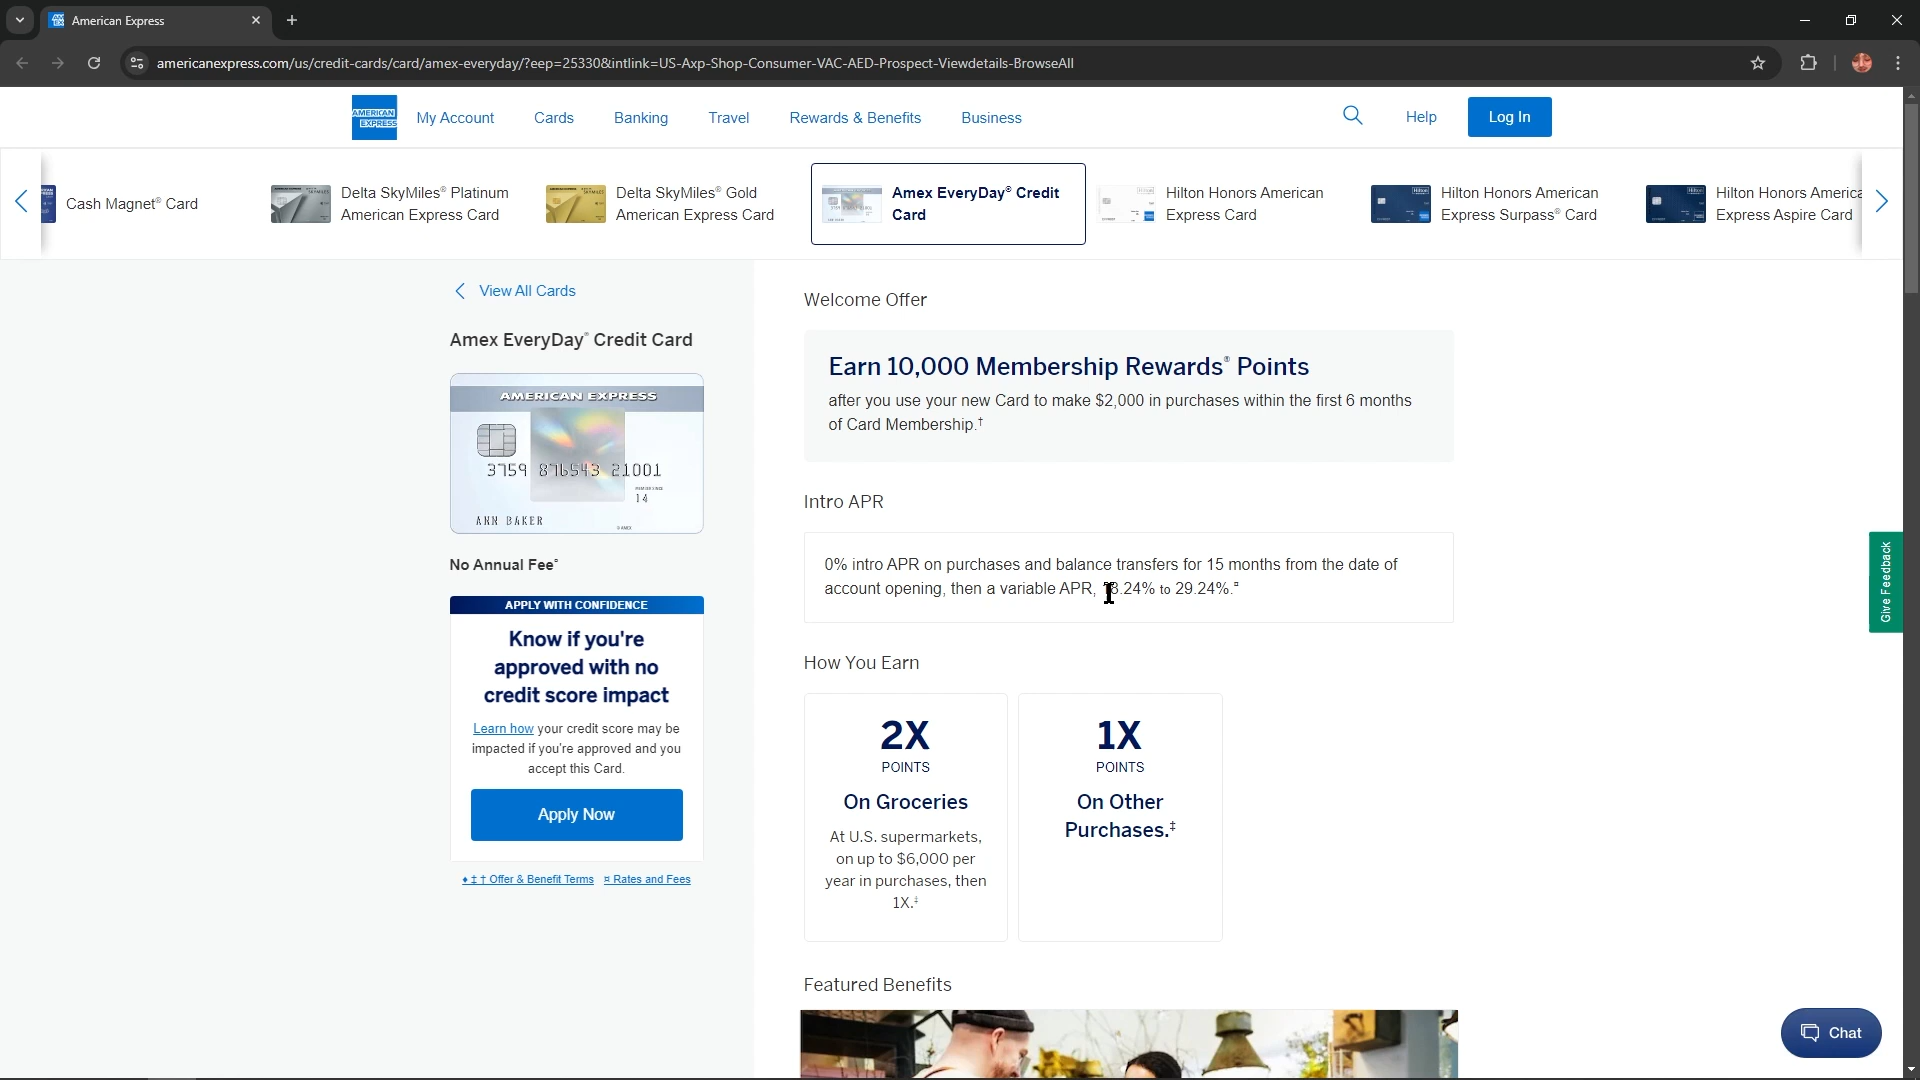 American Express
americanexpress.com/us/credit-cards/card/amex-everyday/?eep=25330&intlink=US-Axp-Shop-Consumer-VAC-AED-Prospect-Viewdetails-BrowseAll
AMERICAN EXPRESS
My Account
Cards
Banking
Travel
Rewards & Benefits
Business
Help
Log In
Cash Magnet® Card
Delta SkyMiles® Platinum
American Express Card
Delta SkyMiles® Gold
American Express Card
Amex EveryDay® Credit
Card
Hilton Honors American
Express Card
Hilton Honors American
Express Surpass® Card
Hilton Honors America
Express Aspire Card
View All Cards
Amex EveryDay® Credit Card
AMERICAN EXPRESS
3759 876543 21001
MEMBER SINCE
14
ANN BAKER
© AMEX
No Annual Fee¤
APPLY WITH CONFIDENCE
Know if you're
approved with no
credit score impact
Learn how your credit score may be
impacted if you're approved and you
accept this Card.
Apply Now
♦ ‡ † Offer & Benefit Terms
¤ Rates and Fees
Welcome Offer
Earn 10,000 Membership Rewards® Points
after you use your new Card to make $2,000 in purchases within the first 6 months
of Card Membership.†
Intro APR
0% intro APR on purchases and balance transfers for 15 months from the date of
account opening, then a variable APR, 18.24% to 29.24%.¤
How You Earn
2X
POINTS
On Groceries
At U.S. supermarkets,
on up to $6,000 per
year in purchases, then
1X.‡
1X
POINTS
On Other
Purchases.‡
Featured Benefits
Give Feedback
Chat